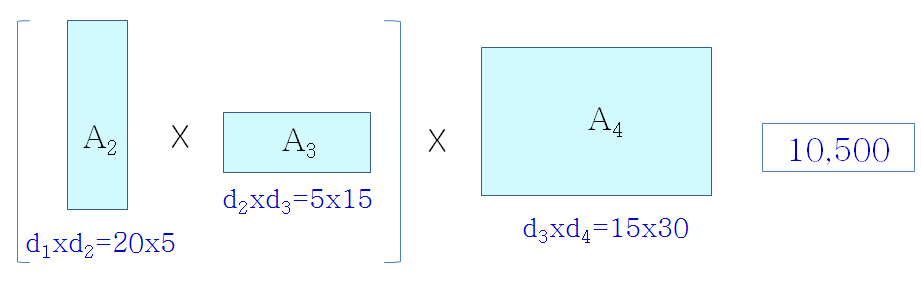 A₂ X A₃ X A₄ 10,500
d₂xd₃=5x15
d₁xd₂=20x5 d₃xd₄=15x30